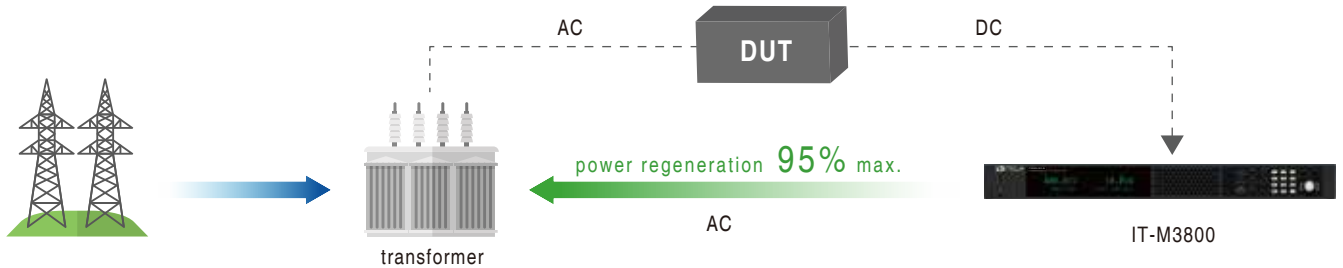 AC
DUT
DC
power regeneration 95% max.
AC
transformer
IT-M3800